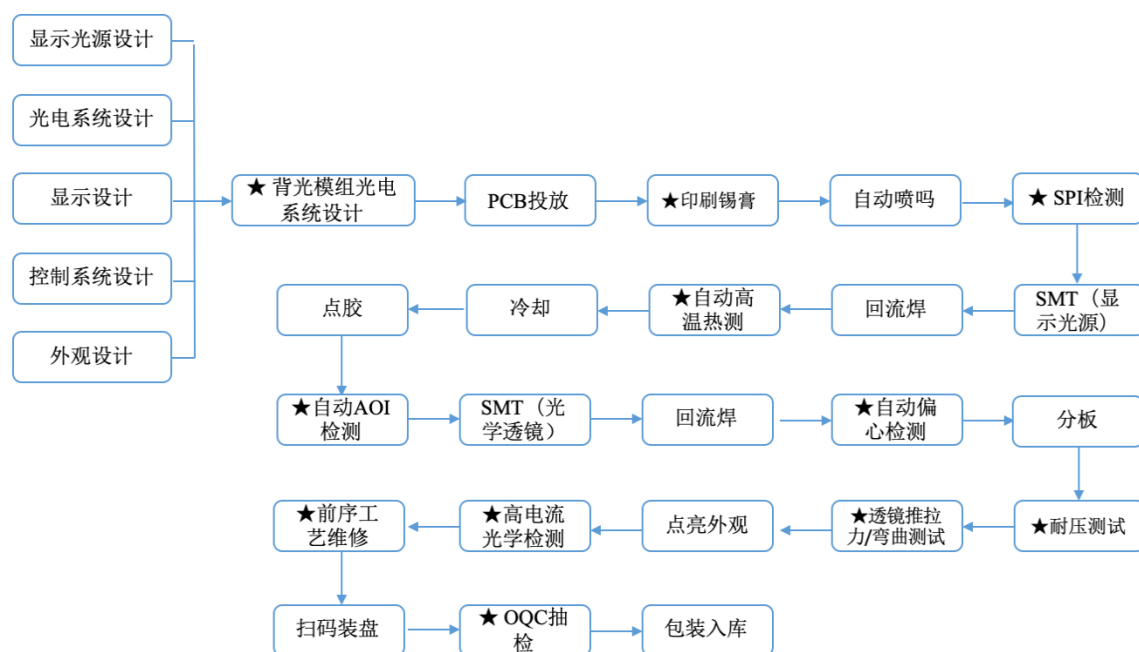 显示光源设计
光电系统设计
显示设计
控制系统设计
外观设计
★ 背光模组光电
系统设计
PCB投放
★印刷锡膏
自动喷吗
★ SPI检测
SMT（显
示光源）
回流焊
★自动高
温热测
冷却
点胶
★自动AOI
检测
SMT（光
学透镜）
回流焊
★自动偏
心检测
分板
★耐压测试
★透镜推拉
力/弯曲测试
点亮外观
★高电流
光学检测
★前序工
艺维修
扫码装盘
★ OQC抽
检
包装入库